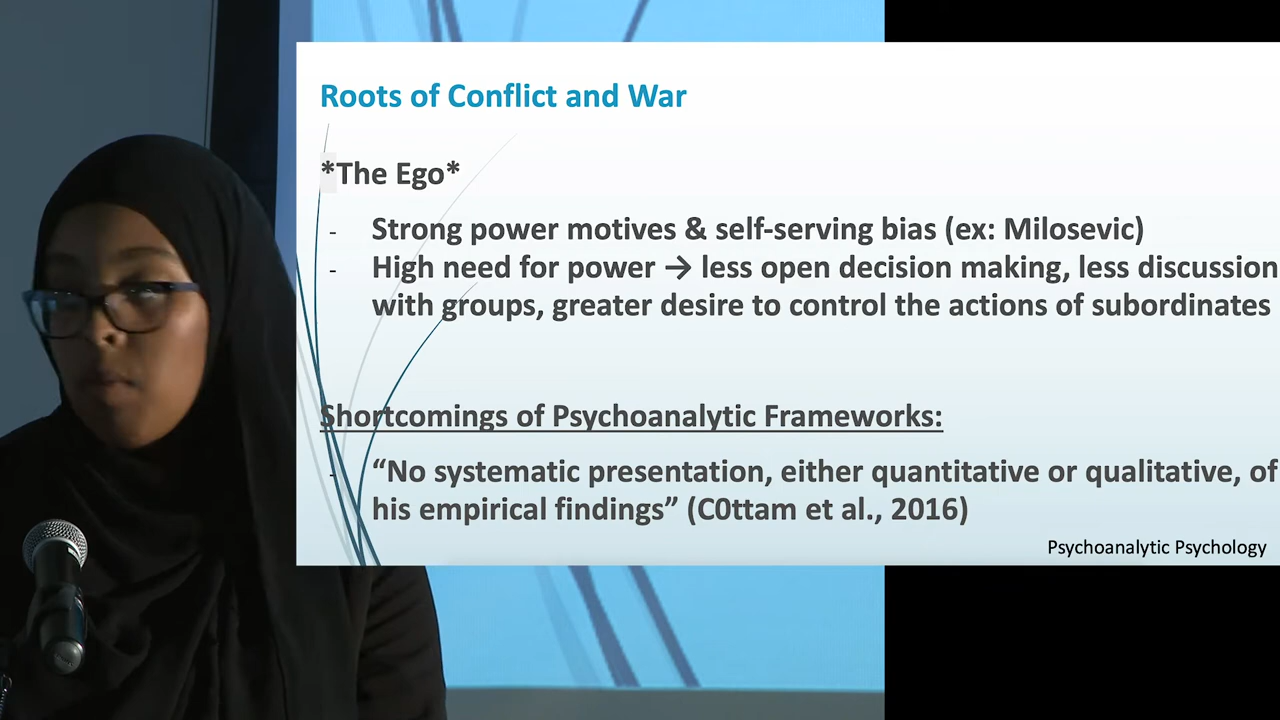 Roots of Conflict and War
*The Ego*
- Strong power motives & self-serving bias (ex: Milosevic)
- High need for power → less open decision making, less discussion
with groups, greater desire to control the actions of subordinates
Shortcomings of Psychoanalytic Frameworks:
- “No systematic presentation, either quantitative or qualitative, of
his empirical findings” (C0ttam et al., 2016)
Psychoanalytic Psychology